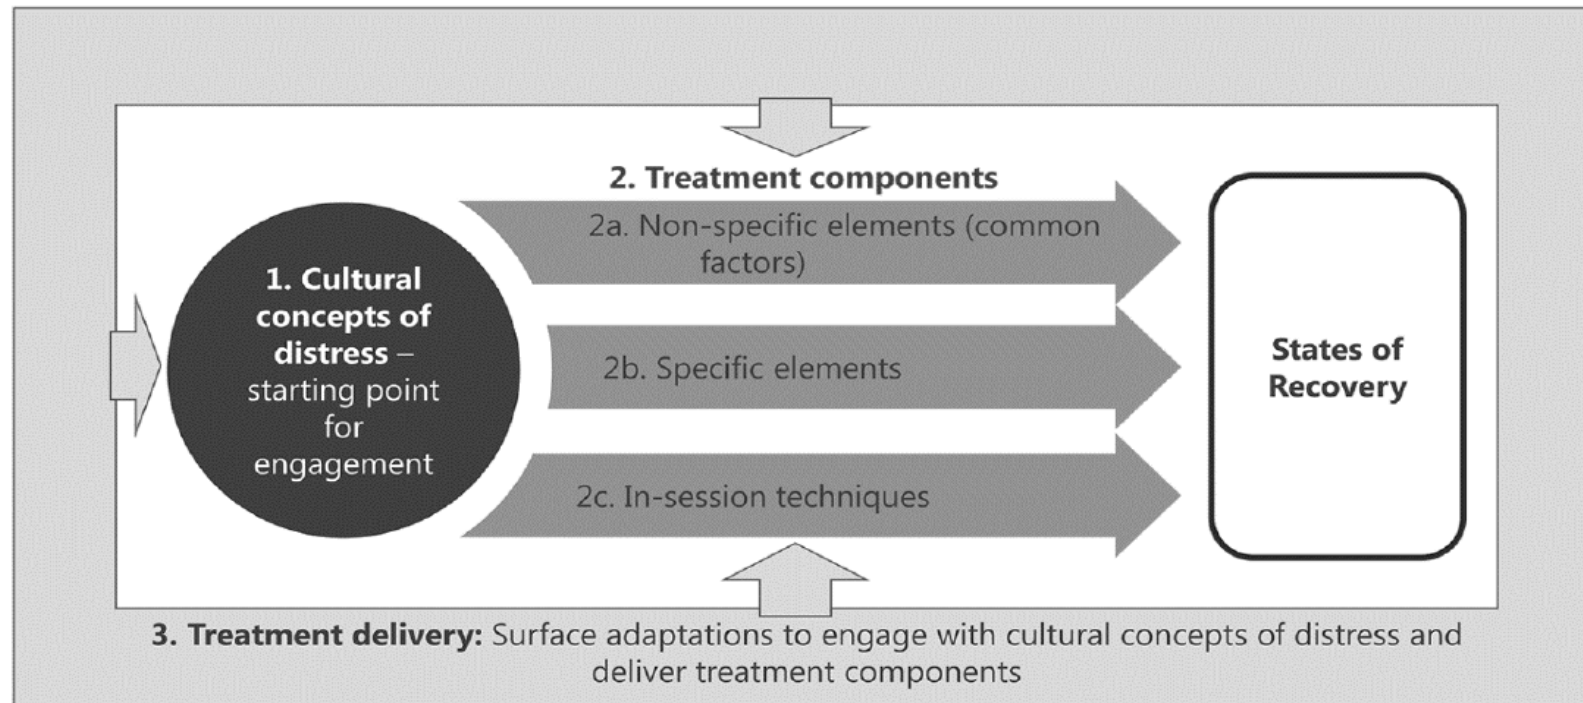 2. Treatment components
2a. Non-specific elements (common
factors)
1. Cultural
concepts of
distress –
starting point
for
engagement
2b. Specific elements
2c. In-session techniques
States of
Recovery
3. Treatment delivery: Surface adaptations to engage with cultural concepts of distress and
deliver treatment components